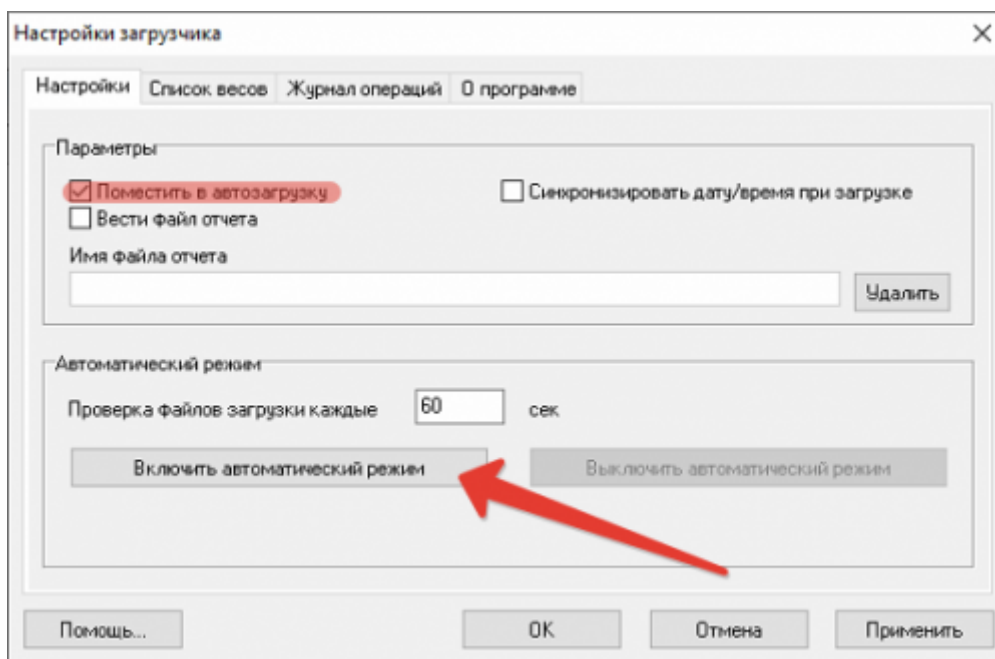 Настройки загрузчика
Настройки Список весов Журнал операций О программе
Параметры
Поместить в автозагрузку Синхронизировать дату/время при загрузке
Вести файл отчета
Имя файла отчета
Удалить
Автоматический режим
Проверка файлов загрузки каждые 60 сек
Включить автоматический режим Выключить автоматический режим
Помощь... OK Отмена Применить